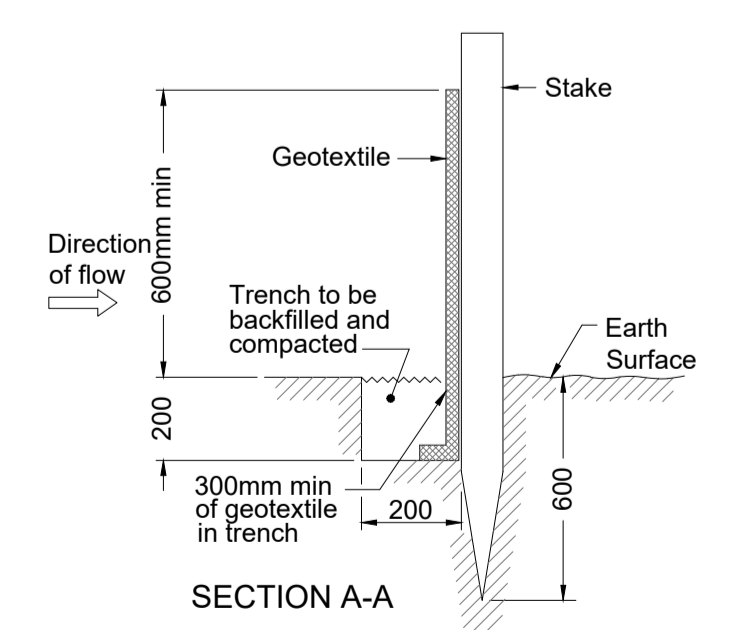 Stake
Geotextile
600mm min
Direction
of flow
Trench to be
backfilled and
compacted
Earth
Surface
200
300mm min
of geotextile
in trench
200
600
SECTION A-A